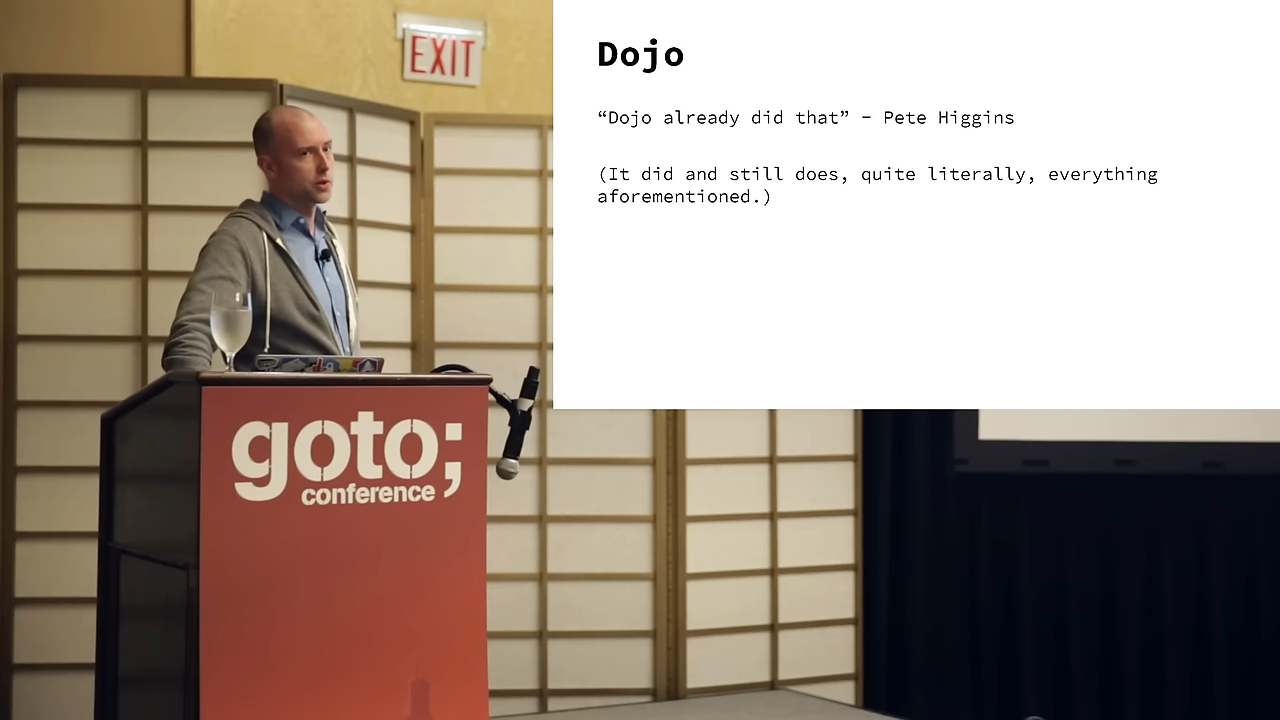 EXIT
Dojo
“Dojo already did that” – Pete Higgins
(It did and still does, quite literally, everything
aforementioned.)
goto;
conference